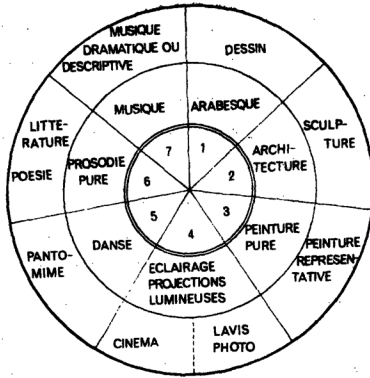 MUSIQUE
DRAMATIQUE OU
DESCRIPTIVE
DESSIN
MUSIQUE
ARABESQUE
LITTE-
RATURE
POESIE
PROSODIE
PURE
ARCHI-
TECTURE
SCULP-
TURE
7
1
6
2
5
3
4
PANTO-
MIME
DANSE
PEINTURE
PURE
PEINTURE
REPRESEN-
TATIVE
ECLAIRAGE
PROJECTIONS
LUMINEUSES
CINEMA
LAVIS
PHOTO